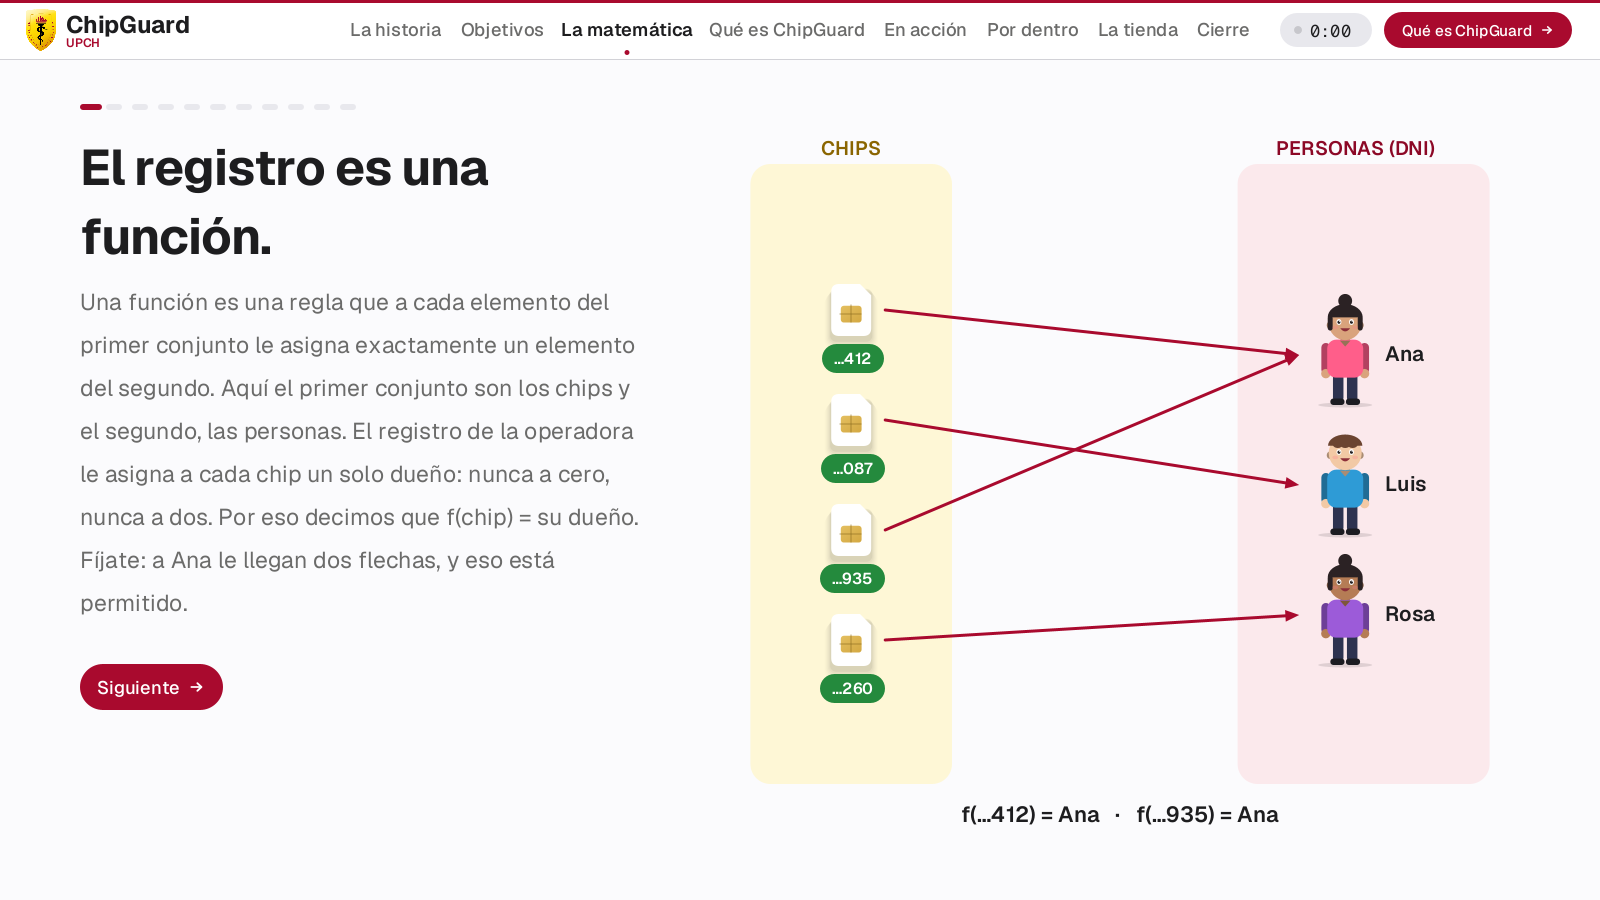 ChipGuard
UPCH
La historia
Objetivos
La matemática
Qué es ChipGuard
En acción
Por dentro
La tienda
Cierre
0:00
Qué es ChipGuard →
El registro es una
función.
Una función es una regla que a cada elemento del
primer conjunto le asigna exactamente un elemento
del segundo. Aquí el primer conjunto son los chips y
el segundo, las personas. El registro de la operadora
le asigna a cada chip un solo dueño: nunca a cero,
nunca a dos. Por eso decimos que f(chip) = su dueño.
Fíjate: a Ana le llegan dos flechas, y eso está
permitido.
Siguiente →
CHIPS
…412
…087
…935
…260
PERSONAS (DNI)
Ana
Luis
Rosa
f(…412) = Ana · f(…935) = Ana